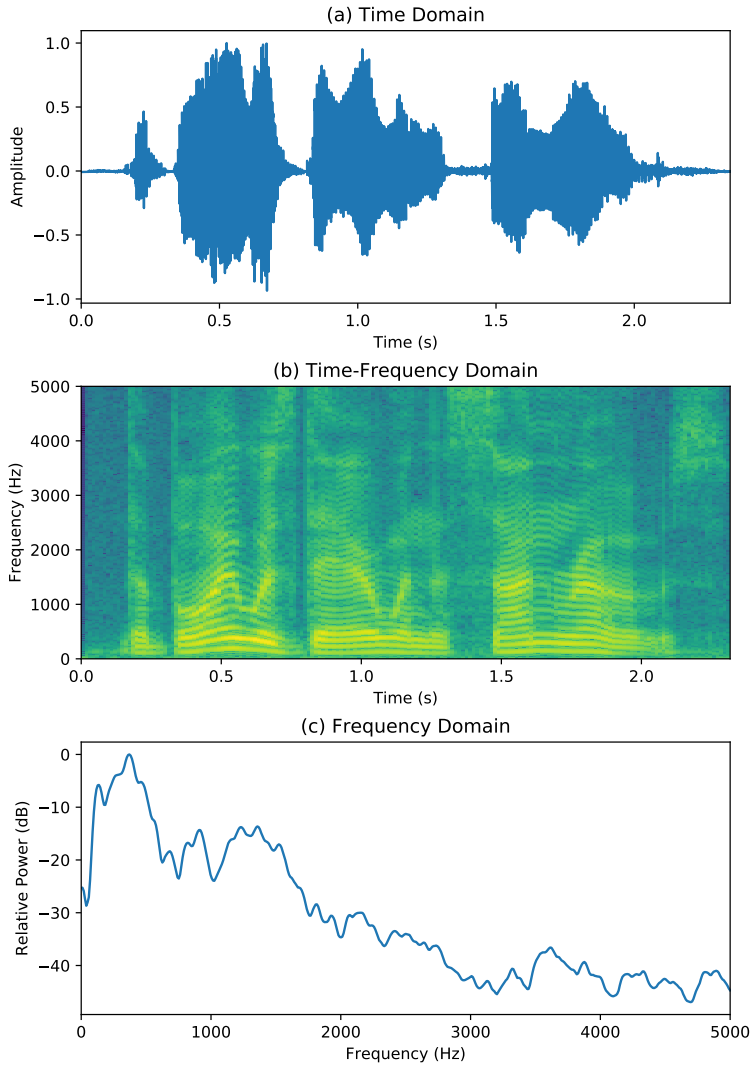 (a) Time Domain
1.0
0.5
0.0
−0.5
−1.0
Amplitude
0.0 0.5 1.0 1.5 2.0
Time (s)
(b) Time-Frequency Domain
5000
4000
3000
2000
1000
0
Frequency (Hz)
0.0 0.5 1.0 1.5 2.0
Time (s)
(c) Frequency Domain
0
−10
−20
−30
−40
Relative Power (dB)
0 1000 2000 3000 4000 5000
Frequency (Hz)